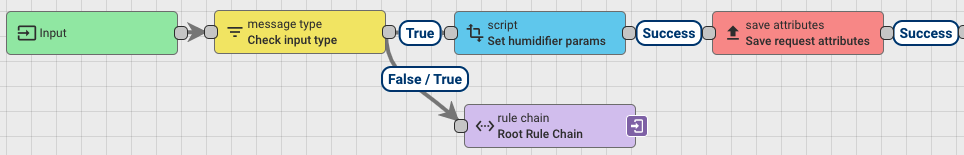 Input
message type
Check input type
True
script
Set humidifier params
Success
save attributes
Save request attributes
Success
False / True
rule chain
Root Rule Chain